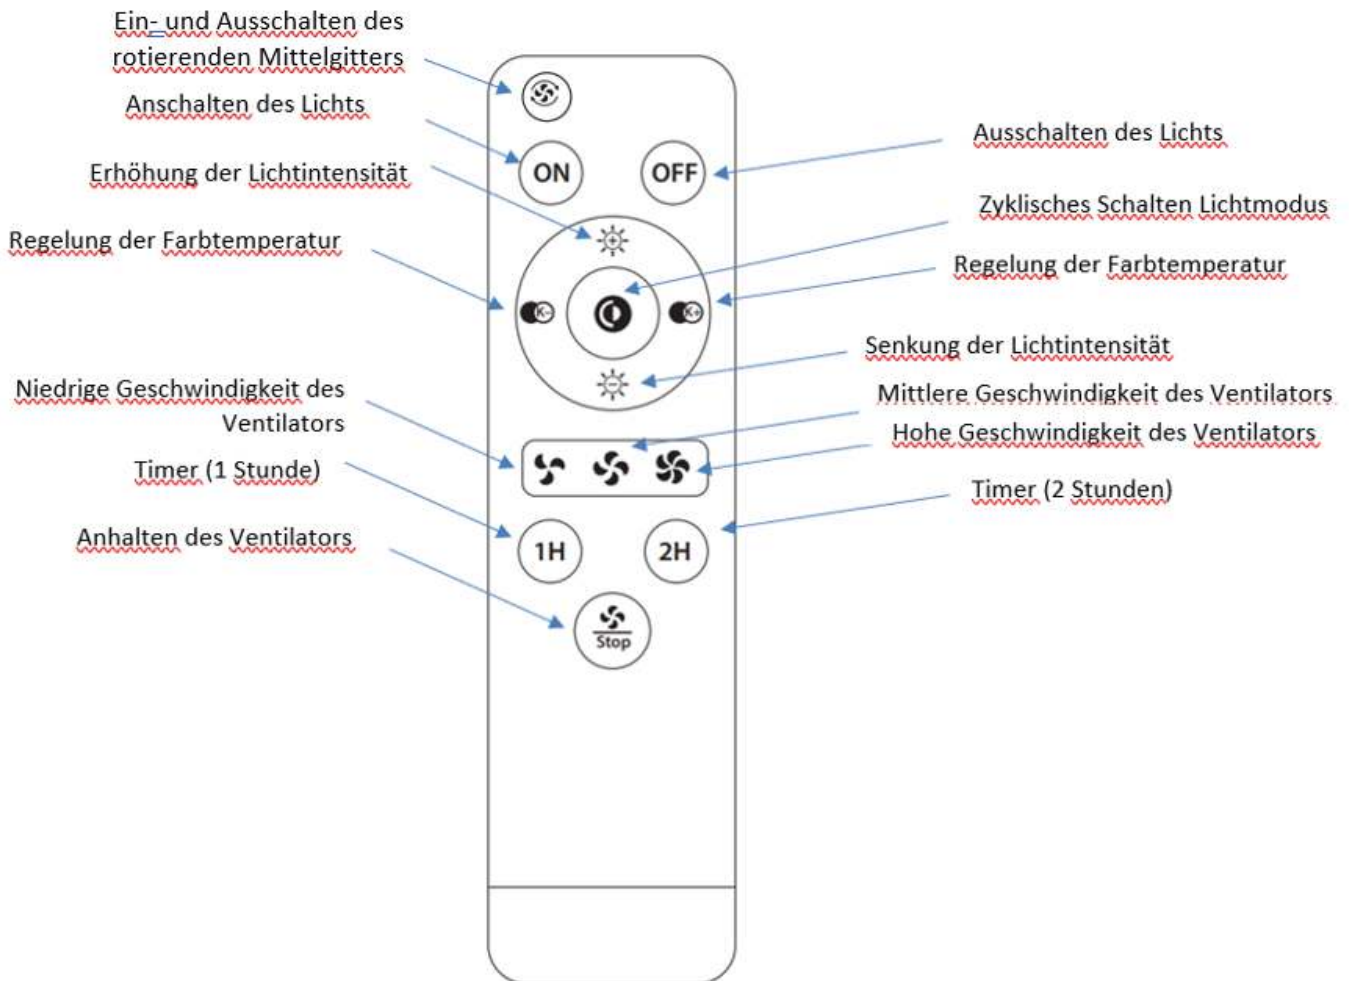 Ein- und Ausschalten des
rotierenden Mittelgitters
Anschalten des Lichts
Ausschalten des Lichts
ON
OFF
Erhöhung der Lichtintensität
Zyklisches Schalten Lichtmodus
Regelung der Farbtemperatur
Regelung der Farbtemperatur
K-
K+
Senkung der Lichtintensität
Niedrige Geschwindigkeit des
Ventilators
Mittlere Geschwindigkeit des Ventilators
Hohe Geschwindigkeit des Ventilators
Timer (1 Stunde)
Timer (2 Stunden)
Anhalten des Ventilators
1H
2H
Stop